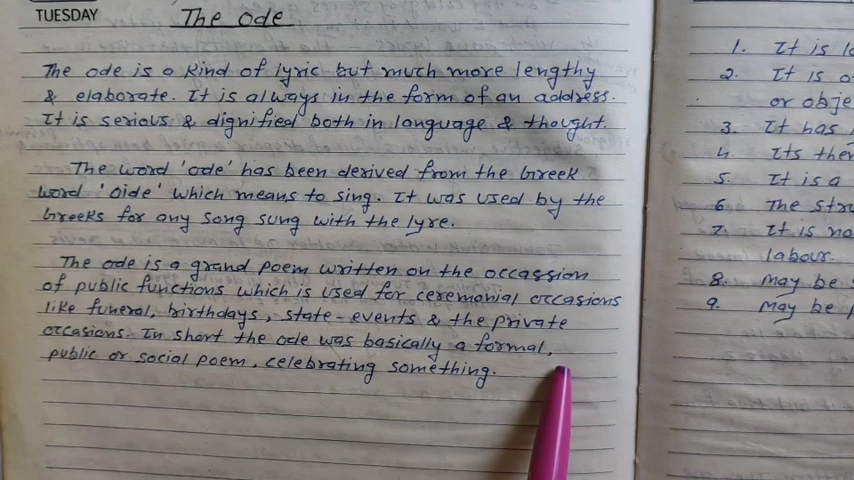 TUESDAY
The Ode
The ode is a kind of lyric but much more lengthy
& elaborate. It is always in the form of an address.
It is serious & dignified both in language & thought.
The word 'ode' has been derived from the Greek
word 'oide' which means to sing. It was used by the
Greeks for any song sung with the lyre.
The ode is a grand poem written on the occassion
of public functions which is used for ceremonial occasions
like funeral, birthdays, state-events & the private
occasions. In short the ode was basically a formal,
public or social poem, celebrating something.
1. It is
2. It is
or
3. It has
4. Its
5. It is a
6. The
7. It is
labour.
8. may be
9. may be